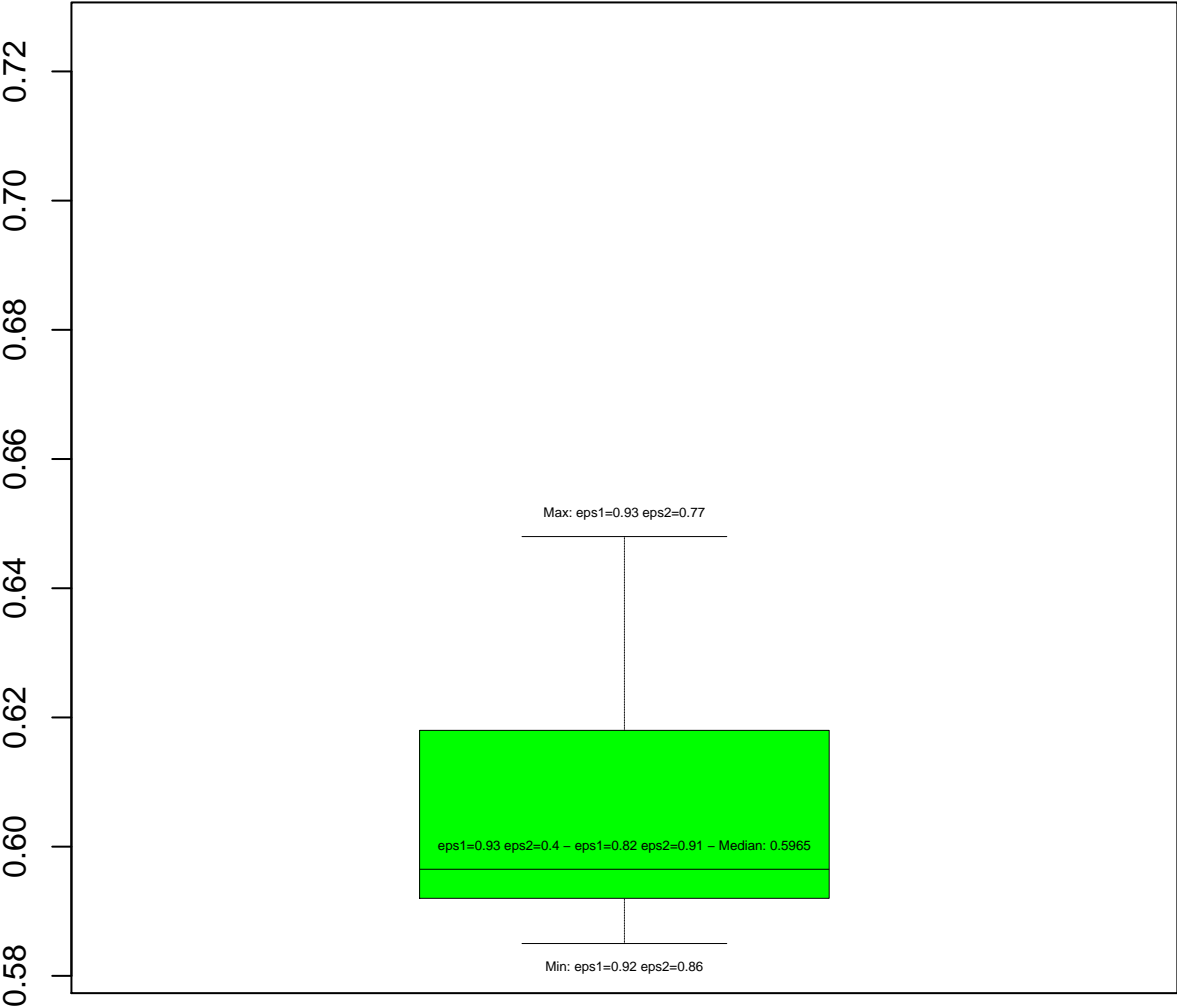 0.72
0.70
0.68
0.66
Max: eps1=0.93 eps2=0.77
0.64
0.62
0.60
eps1=0.93 eps2=0.4 – eps1=0.82 eps2=0.91 – Median: 0.5965
Min: eps1=0.92 eps2=0.86
0.58